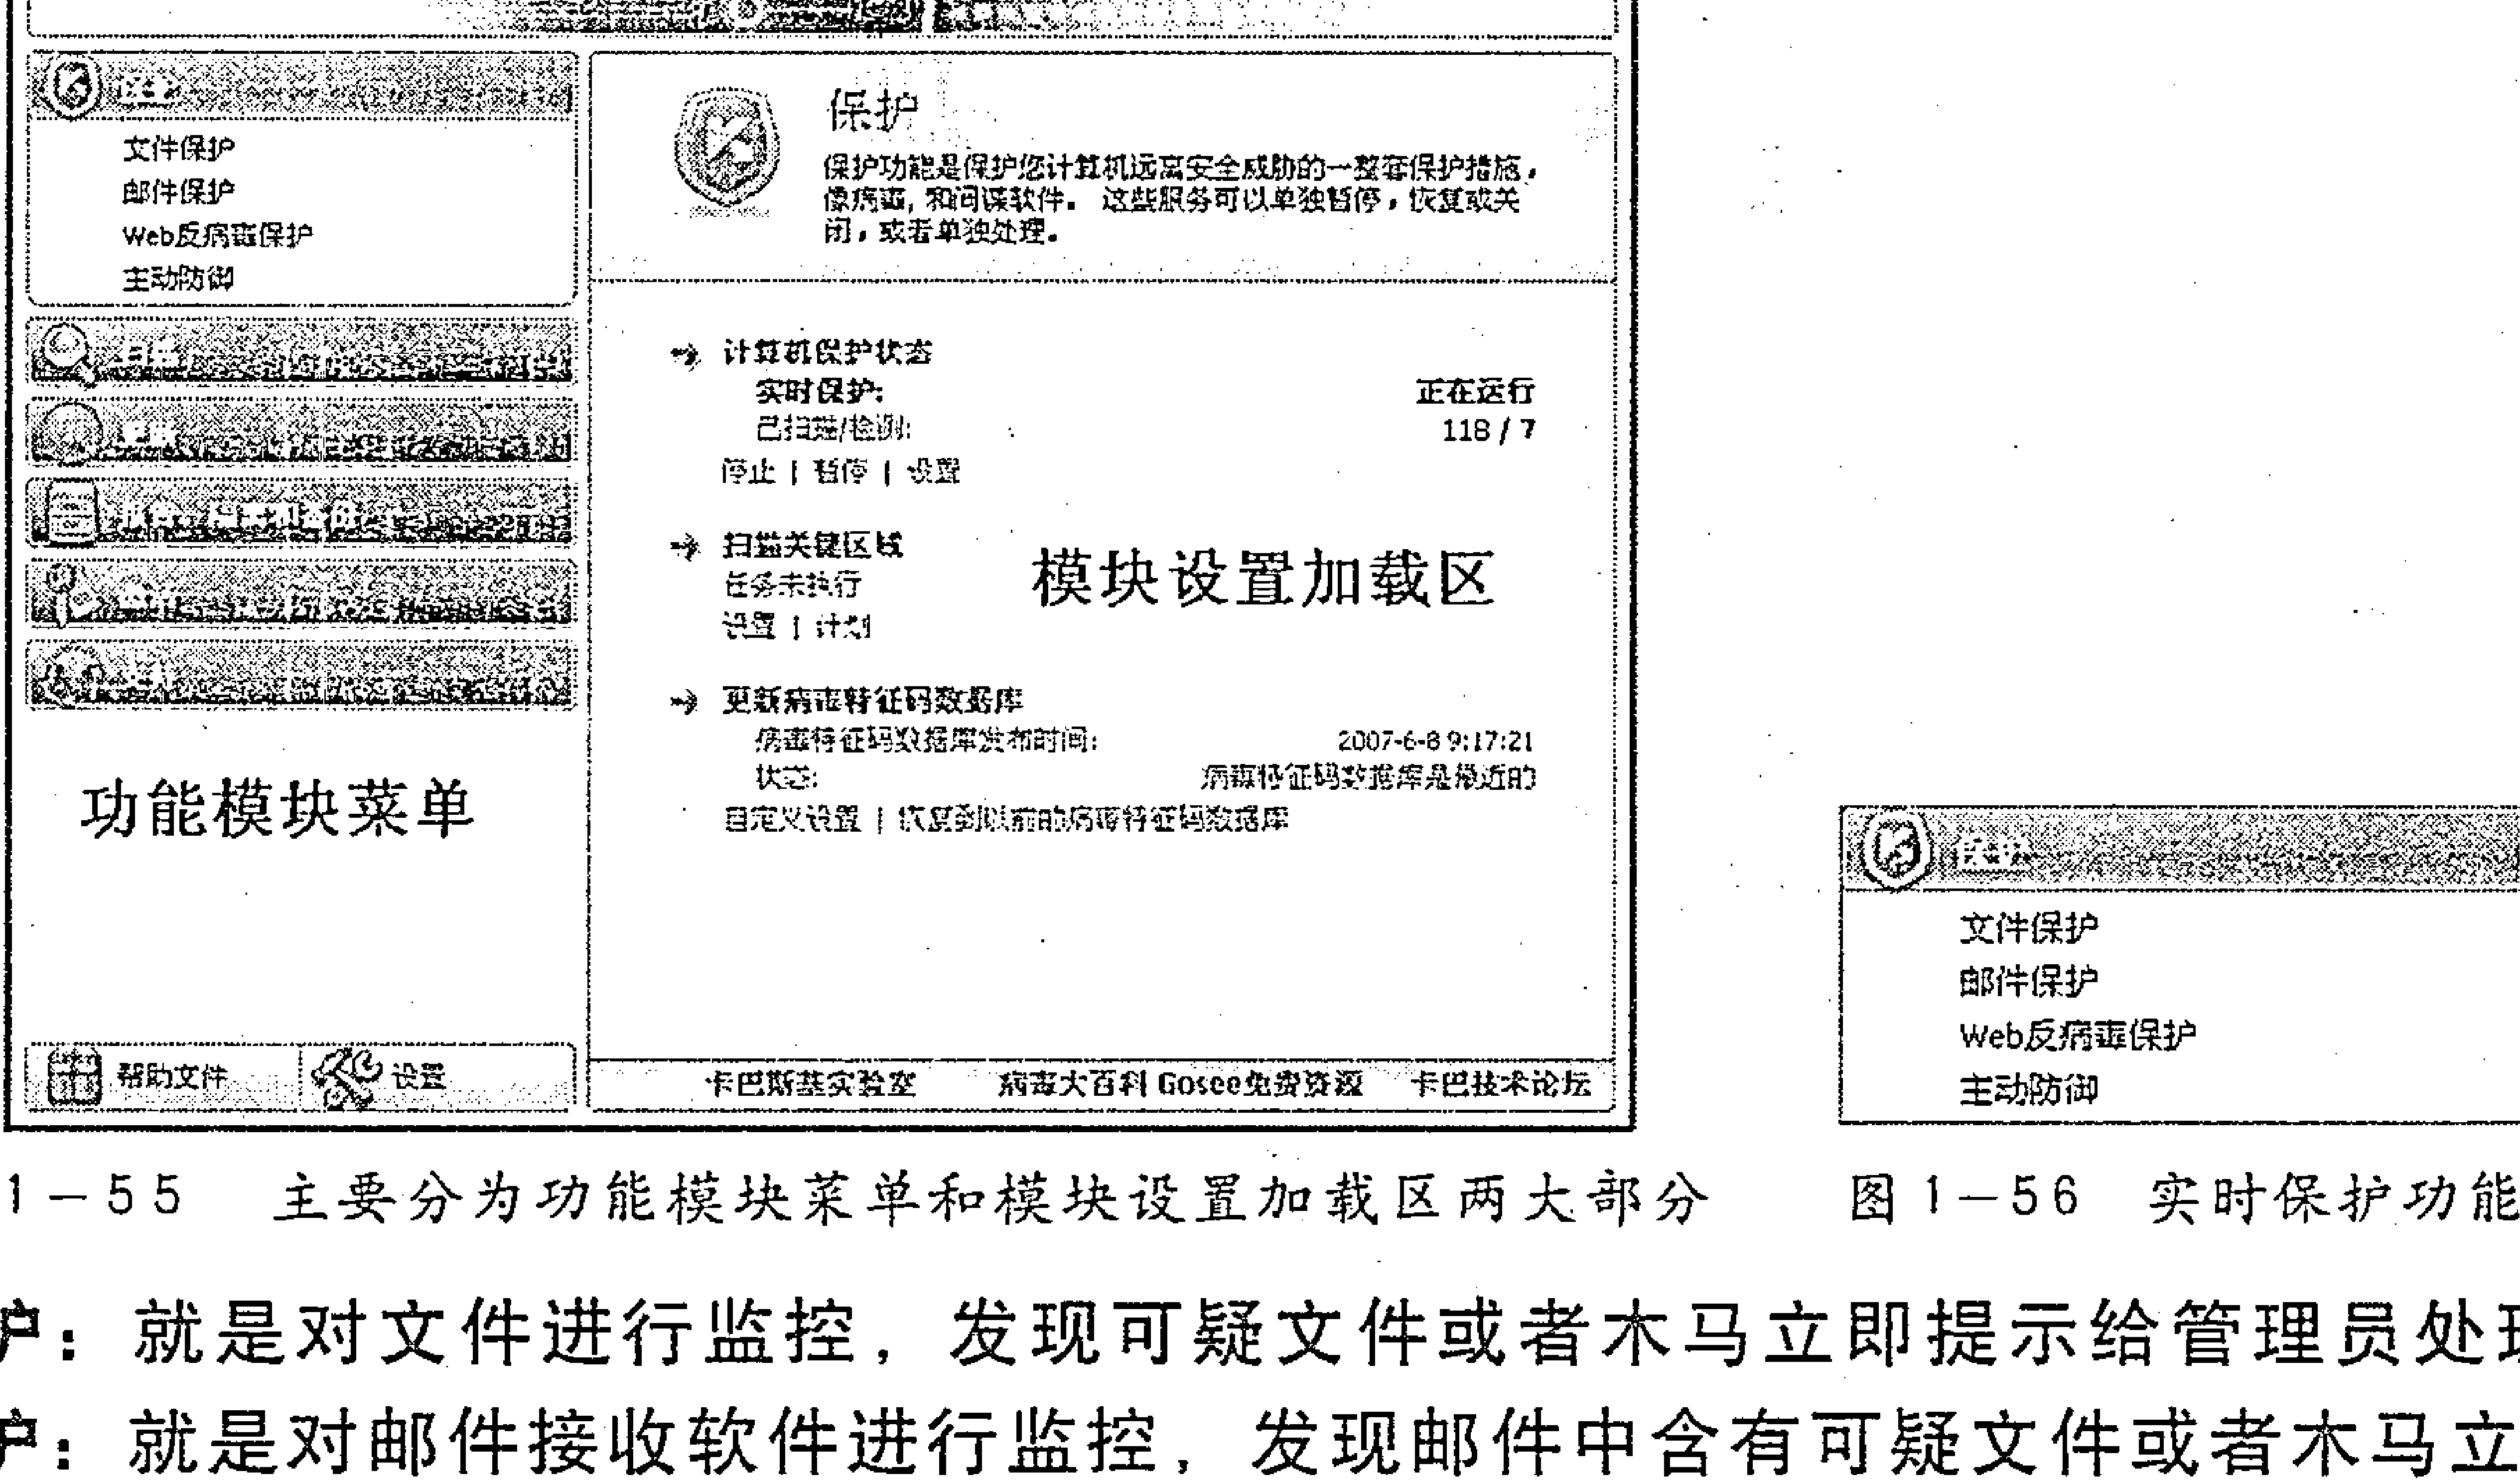 保护
文件保护
邮件保护
Web反病毒保护
主动防御
功能模块菜单
帮助文件 设置
保护
保护功能是保护您计算机远离安全威胁的一整套保护措施，
像病毒, 和间谍软件。 这些服务可以单独暂停，恢复或关
闭，或者单独处理。
计算机保护状态
实时保护: 正在运行
已扫描/检测: 118 / 7
停止 | 暂停 | 设置
扫描关键区域
任务未执行
设置 | 计划
模块设置加载区
更新病毒特征码数据库
病毒特征码数据库发布时间: 2007-6-8 9:17:21
状态: 病毒特征码数据库是最近的
自定义设置 | 恢复到以前的病毒特征码数据库
卡巴斯基实验室 病毒大百科 Gosee免费资源 卡巴技术论坛
保护
文件保护
邮件保护
Web反病毒保护
主动防御
1-55 主要分为功能模块菜单和模块设置加载区两大部分
图1-56 实时保护功能
护：就是对文件进行监控，发现可疑文件或者木马立即提示给管理员处理
护：就是对邮件接收软件进行监控，发现邮件中含有可疑文件或者木马立